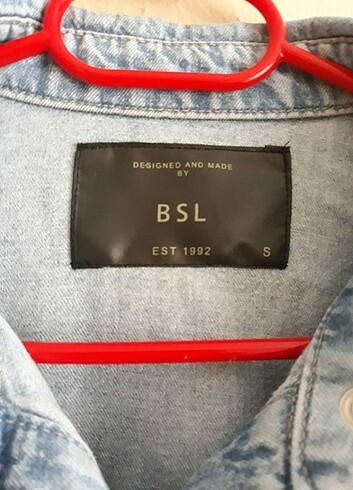 DESIGNED AND MADE
BY
BSL
EST 1992 S